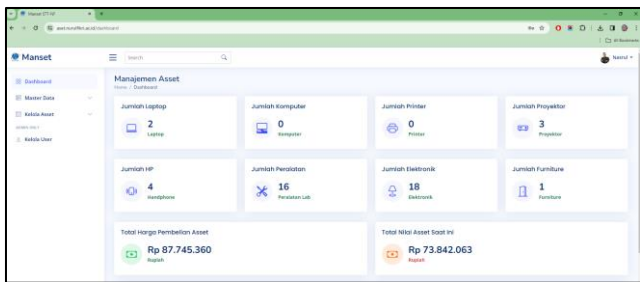 Manset
Search
Nasrul
Dashboard
Master Data
Kelola Asset
Kelola User
Manajemen Asset
Home / Dashboard
Jumlah Laptop
2
Laptop
Jumlah Komputer
0
Komputer
Jumlah Printer
0
Printer
Jumlah Proyektor
3
Proyektor
Jumlah HP
4
Handphone
Jumlah Peralatan
16
Peralatan Lab
Jumlah Elektronik
18
Elektronik
Jumlah Furniture
1
Furniture
Total Harga Pembelian Asset
Rp 87.745.360
Rupiah
Total Nilai Asset Saat Ini
Rp 73.842.063
Rupiah